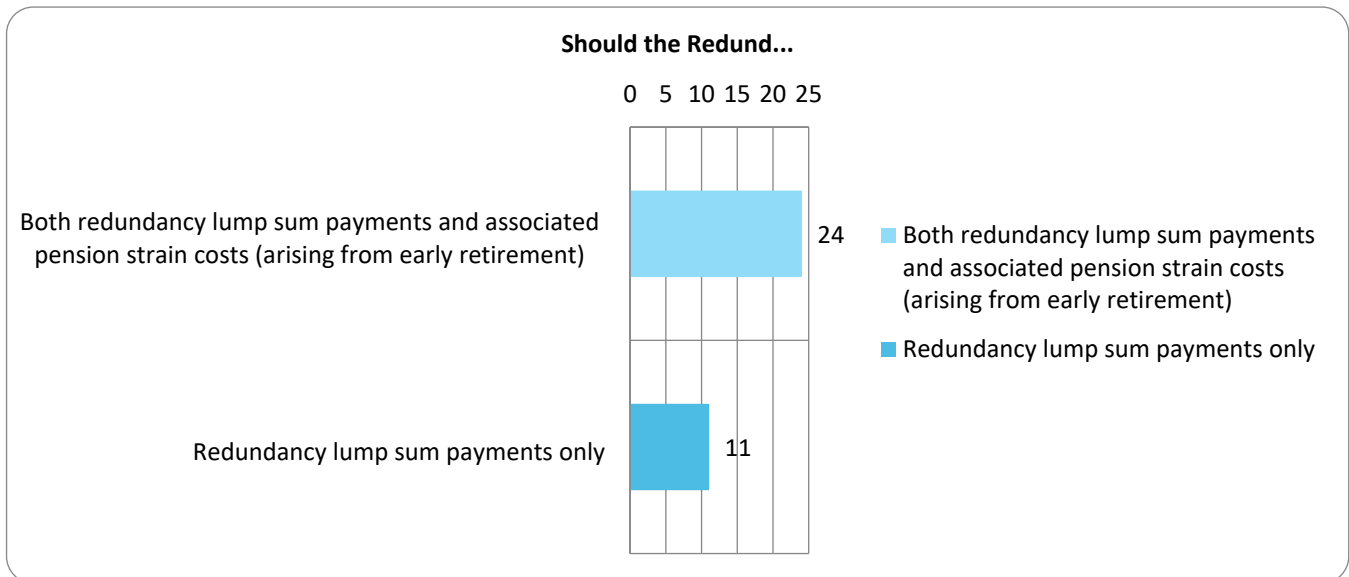 Should the Redund...
0 5 10 15 20 25
Both redundancy lump sum payments and associated
pension strain costs (arising from early retirement)
24
Redundancy lump sum payments only
11
Both redundancy lump sum payments
and associated pension strain costs
(arising from early retirement)
Redundancy lump sum payments only